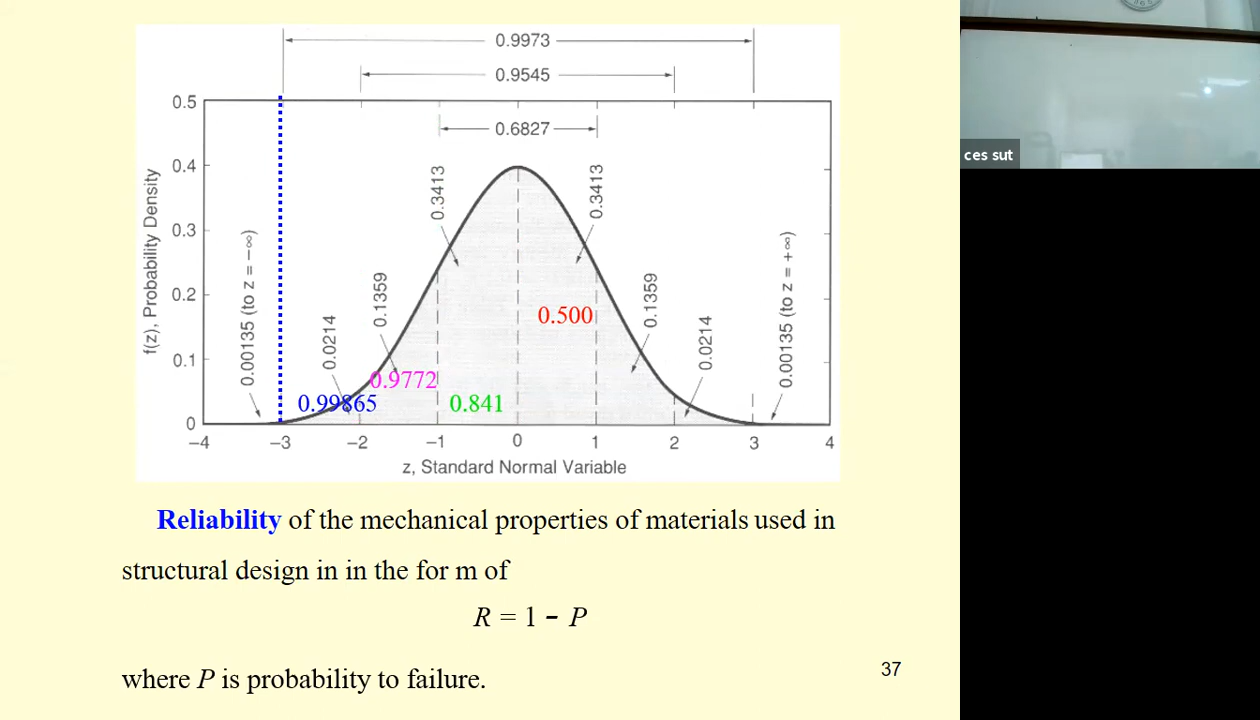 0.9973
0.9545
0.6827
0.5
0.4
0.3
0.2
0.1
0
f(z), Probability Density
0.00135 (to z = −∞)
0.0214
0.1359
0.3413
0.3413
0.1359
0.0214
0.00135 (to z = +∞)
0.500
0.9772
0.99865
0.841
−4 −3 −2 −1 0 1 2 3 4
z, Standard Normal Variable
Reliability of the mechanical properties of materials used in
structural design in in the for m of
R = 1 - P
where P is probability to failure.
37
ces sut